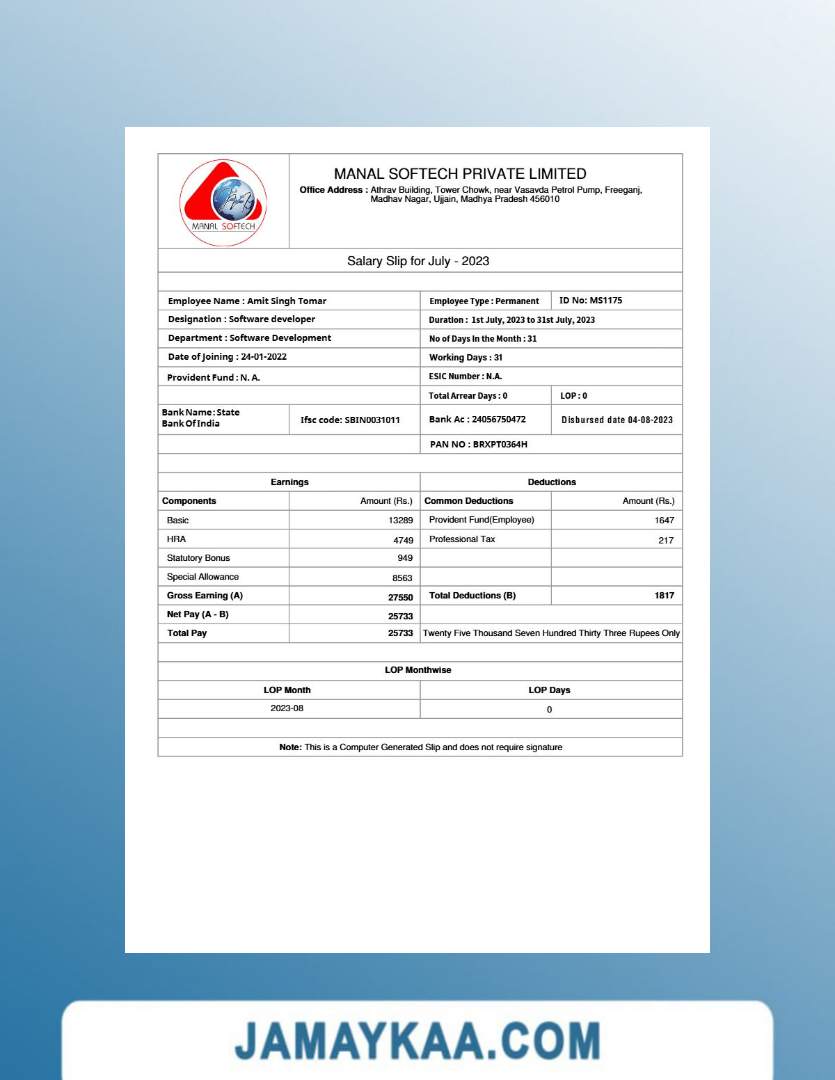 MANAL SOFTECH
MANAL SOFTECH PRIVATE LIMITED
Office Address : Athrav Building, Tower Chowk, near Vasavda Petrol Pump, Freeganj,
Madhav Nagar, Ujjain, Madhya Pradesh 456010
Salary Slip for July - 2023
Employee Name : Amit Singh Tomar Employee Type : Permanent ID No: MS1175
Designation : Software developer Duration : 1st July, 2023 to 31st July, 2023
Department : Software Development No of Days In the Month : 31
Date of Joining : 24-01-2022 Working Days : 31
Provident Fund : N. A. ESIC Number : N.A.
Total Arrear Days : 0 LOP : 0
Bank Name: State
Bank Of India Ifsc code: SBIN0031011 Bank Ac : 24056750472 Disbursed date 04-08-2023
PAN NO : BRXPT0364H
Earnings Deductions
Components Amount (Rs.) Common Deductions Amount (Rs.)
Basic 13289 Provident Fund(Employee) 1647
HRA 4749 Professional Tax 217
Statutory Bonus 949
Special Allowance 8563
Gross Earning (A) 27550 Total Deductions (B) 1817
Net Pay (A - B) 25733
Total Pay 25733 Twenty Five Thousand Seven Hundred Thirty Three Rupees Only
LOP Monthwise
LOP Month LOP Days
2023-08 0
Note: This is a Computer Generated Slip and does not require signature
JAMAYKAA.COM